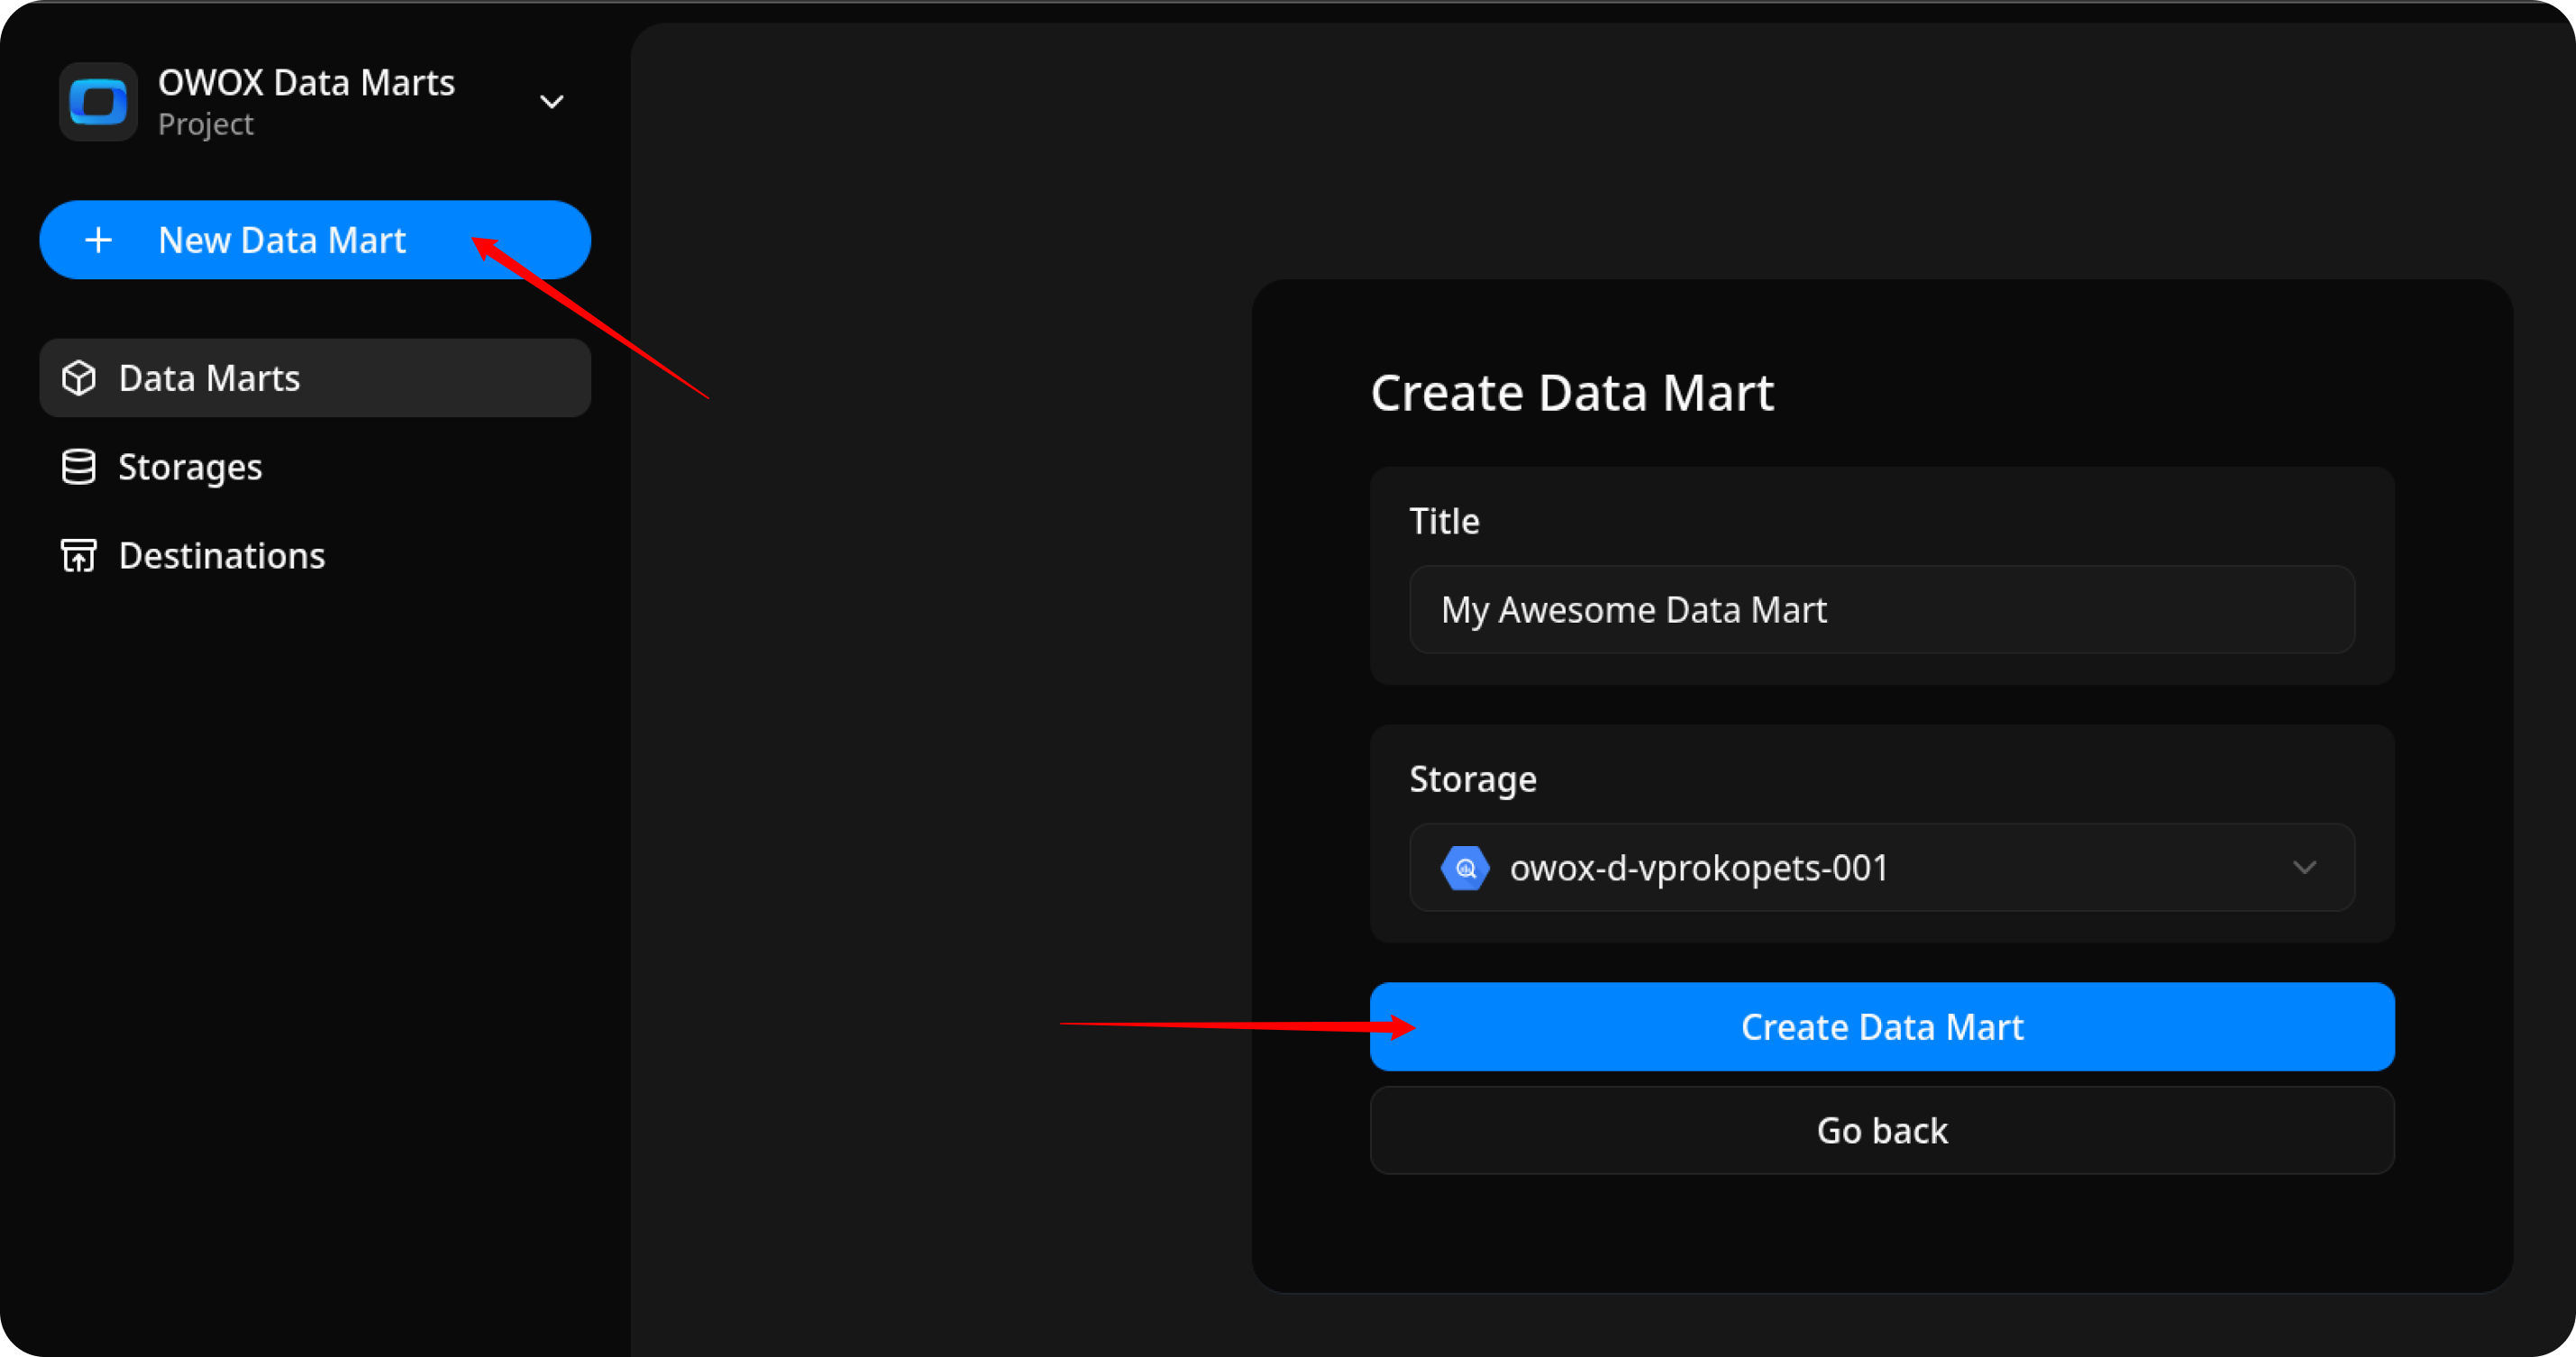 OWOX Data Marts
Project
New Data Mart
Data Marts
Storages
Destinations
Create Data Mart
Title
My Awesome Data Mart
Storage
owox-d-vprokopets-001
Create Data Mart
Go back